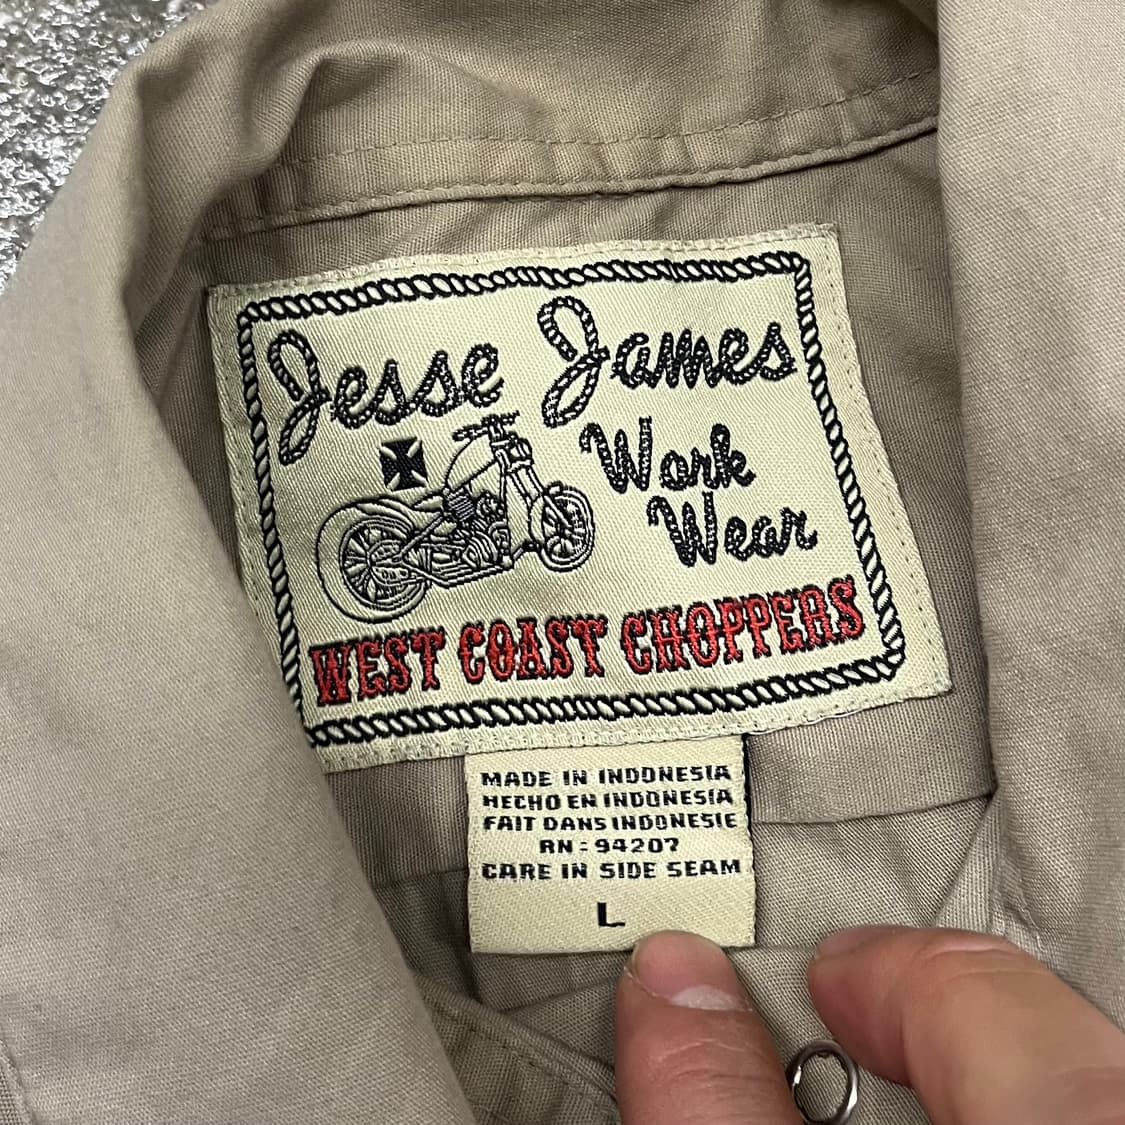 Jesse James
Work
Wear
WEST COAST CHOPPERS
MADE IN INDONESIA
HECHO EN INDONESIA
FAIT DANS INDONESIE
RN : 94207
CARE IN SIDE SEAM
L